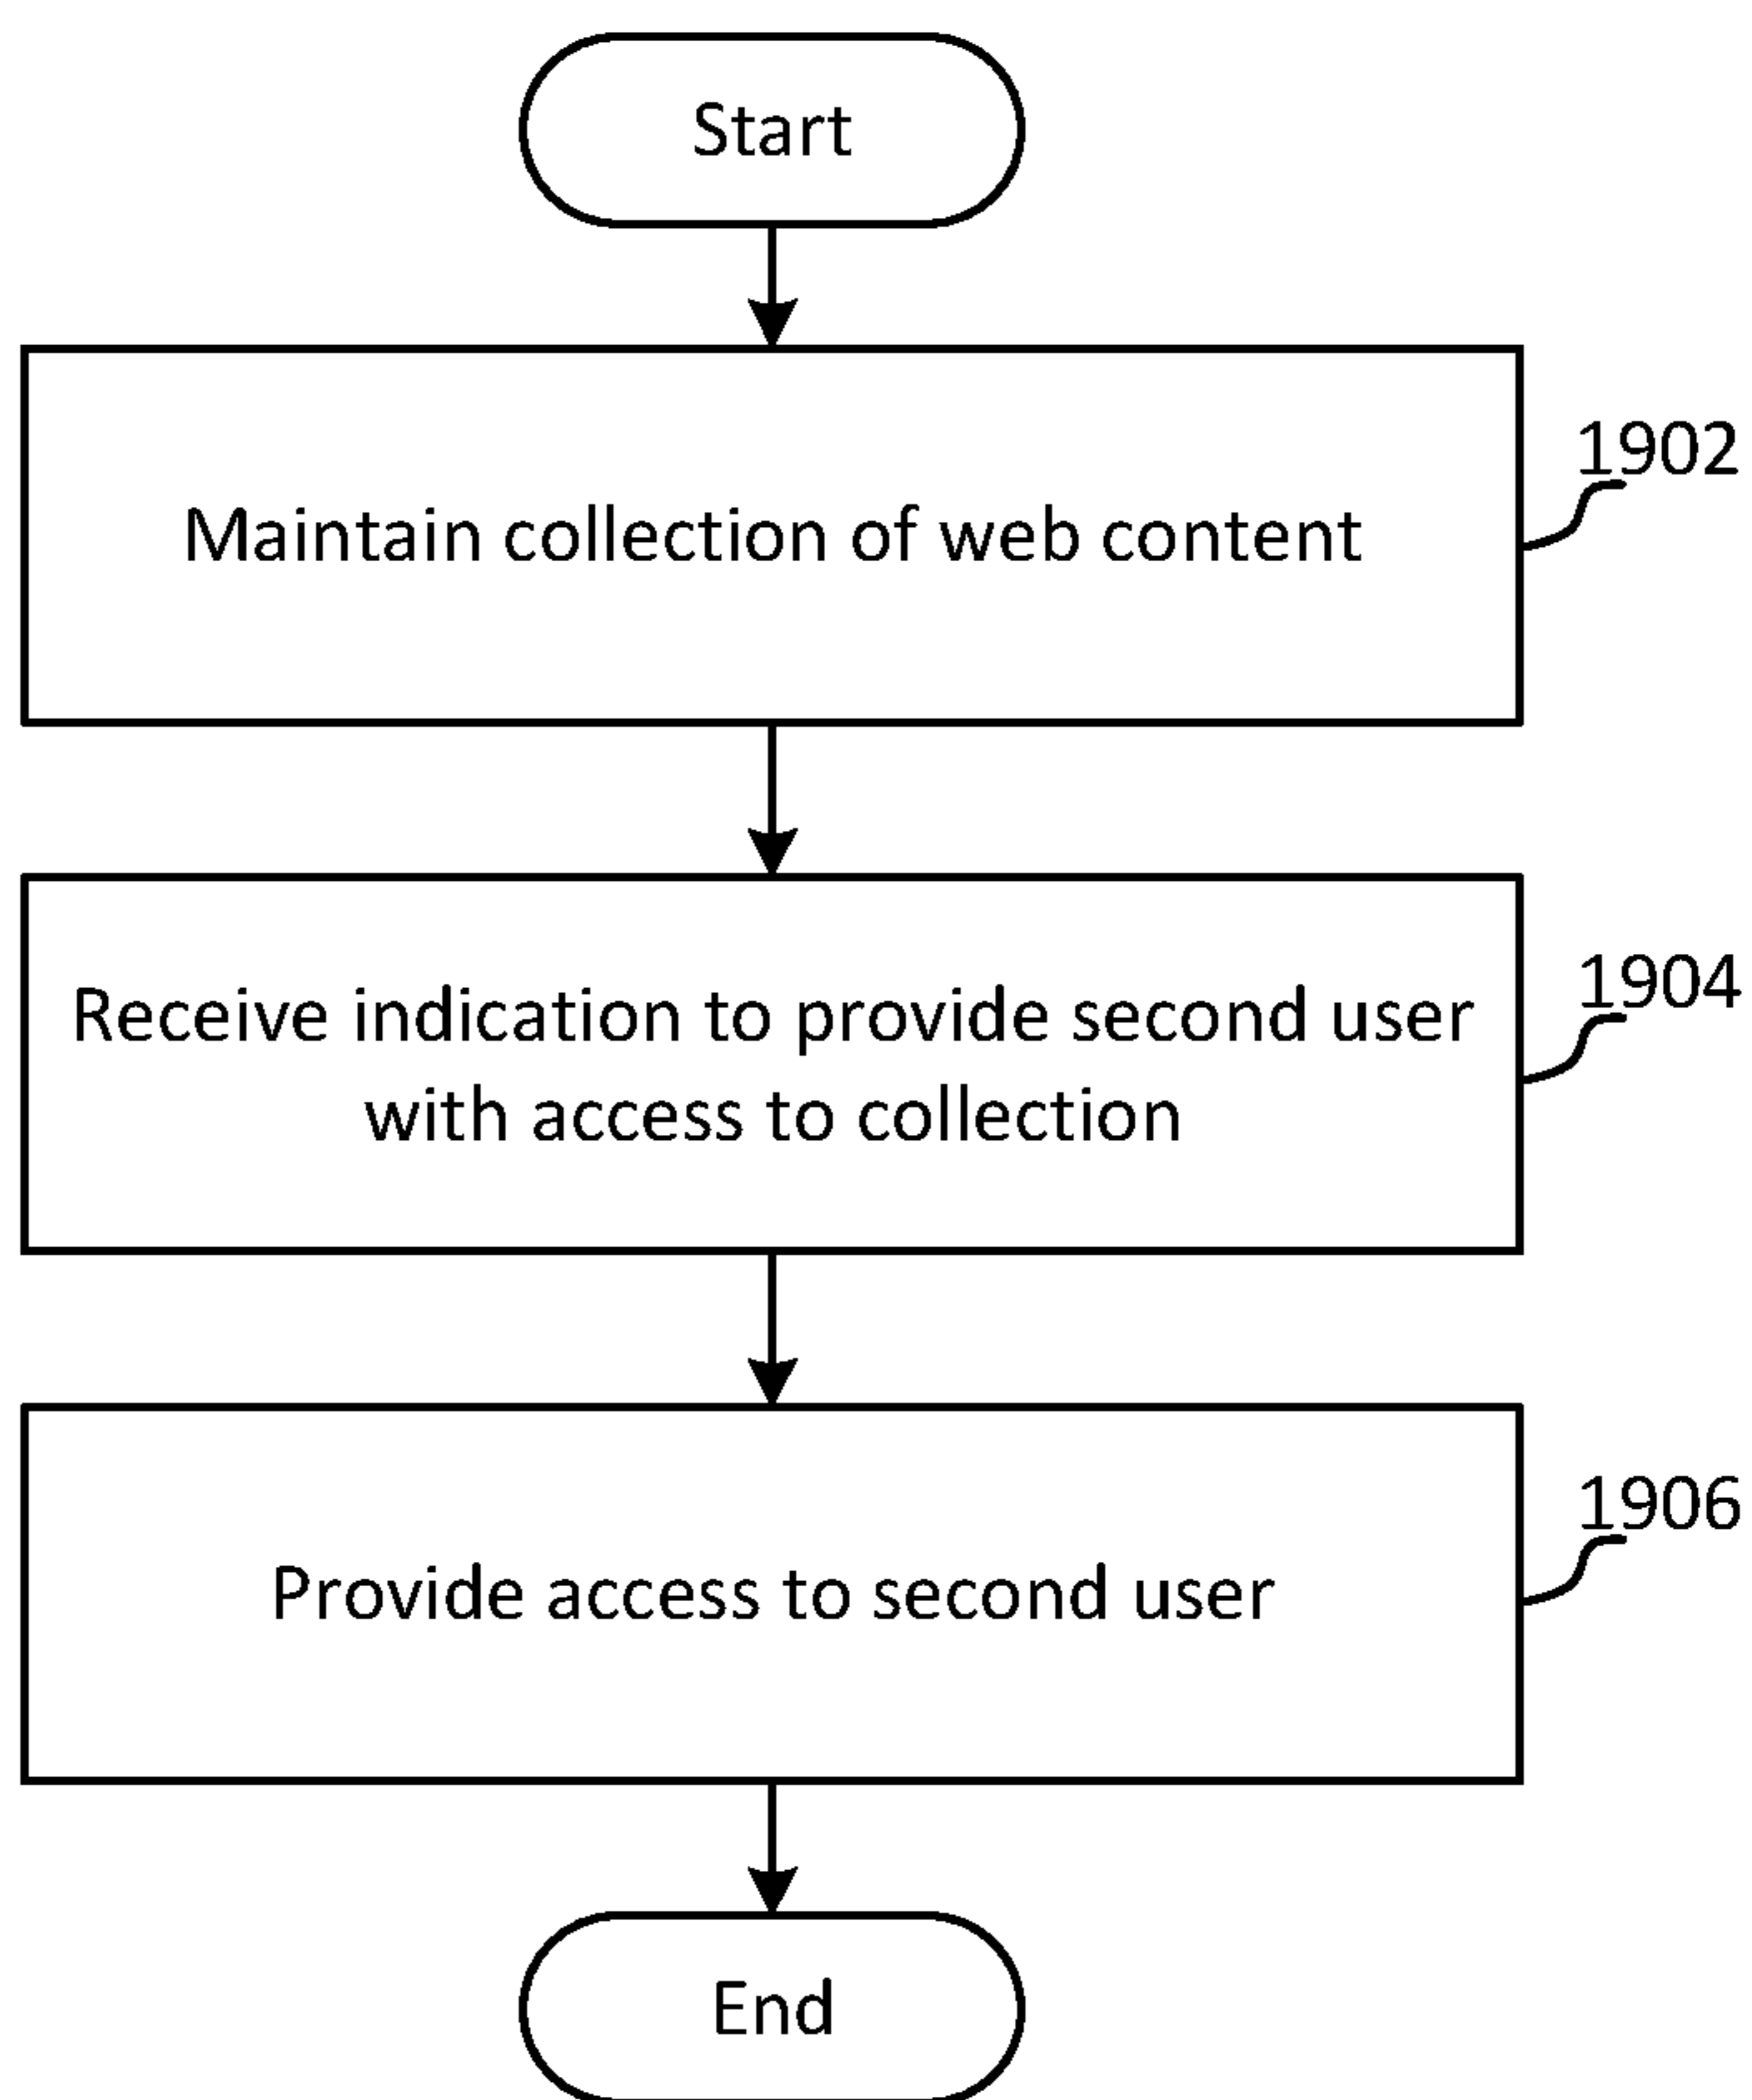 Start
1902
Maintain collection of web content
1904
Receive indication to provide second user
with access to collection
1906
Provide access to second user
End